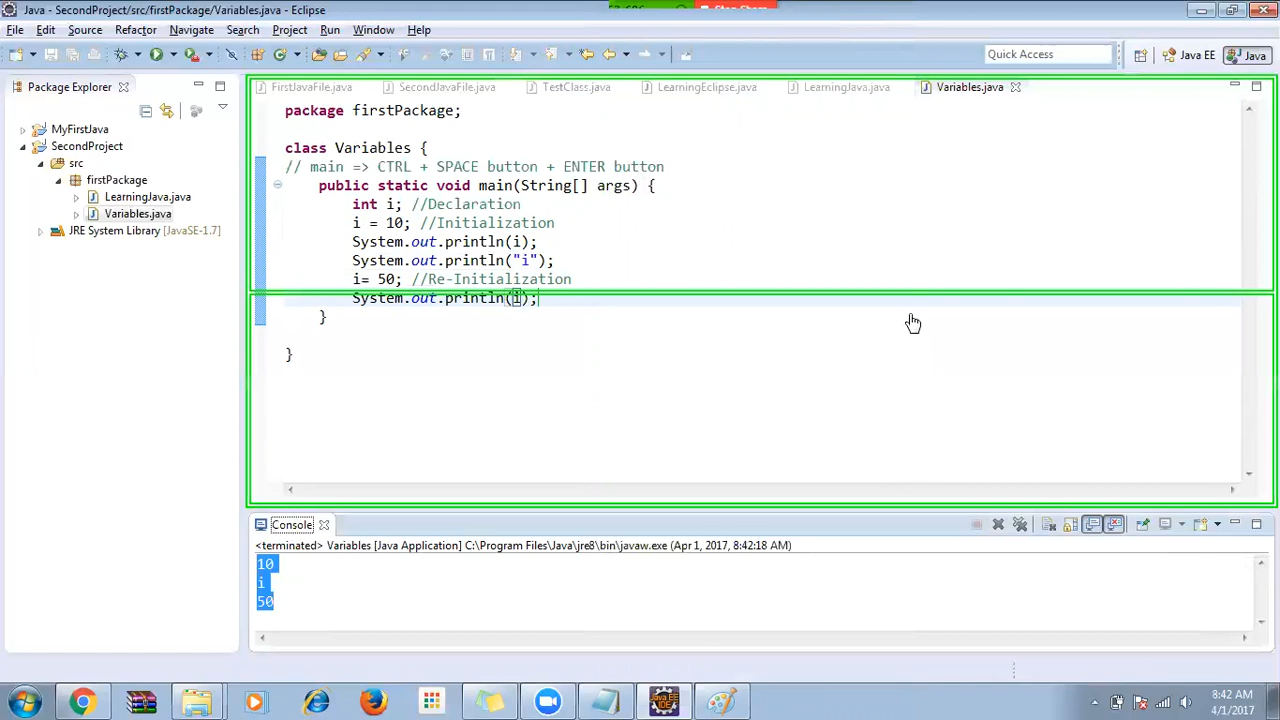 Java - SecondProject/src/firstPackage/Variables.java - Eclipse
Stop Share
File Edit Source Refactor Navigate Search Project Run Window Help
Quick Access
Java EE
Java
Package Explorer
MyFirstJava
SecondProject
src
firstPackage
LearningJava.java
Variables.java
JRE System Library [JavaSE-1.7]
FirstJavaFile.java SecondJavaFile.java TestClass.java LearningEclipse.java LearningJava.java Variables.java
package firstPackage;
class Variables {
// main => CTRL + SPACE button + ENTER button
public static void main(String[] args) {
int i; //Declaration
i = 10; //Initialization
System.out.println(i);
System.out.println("i");
i= 50; //Re-Initialization
System.out.println(i);
}
}
Console
<terminated> Variables [Java Application] C:\Program Files\Java\jre8\bin\javaw.exe (Apr 1, 2017, 8:42:18 AM)
10
i
50
Java EE
IDE
8:42 AM
4/1/2017